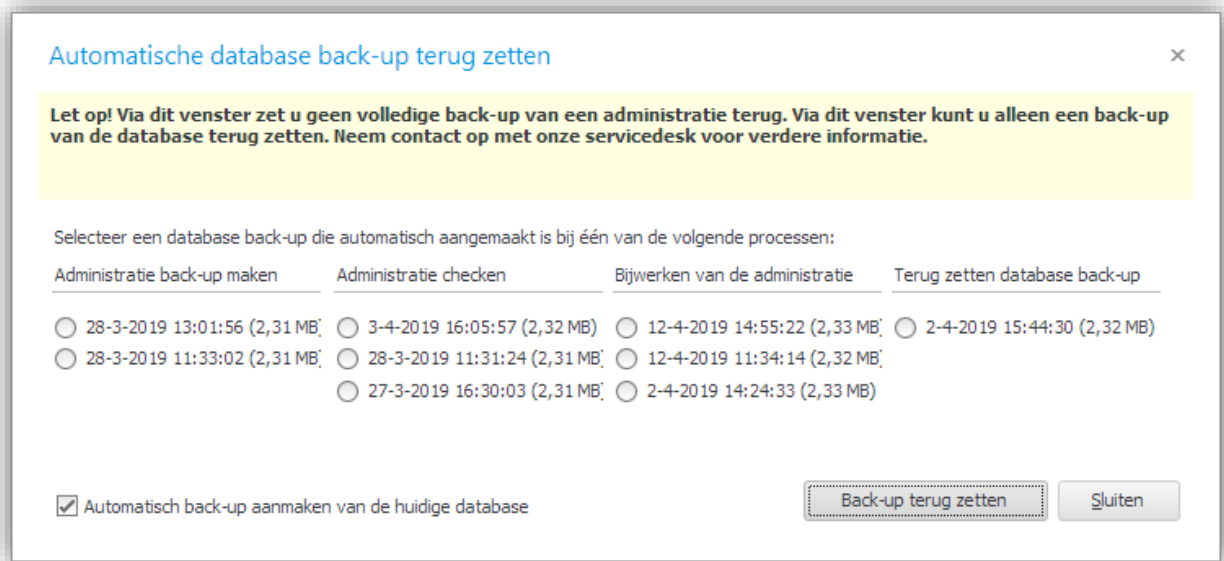 Automatische database back-up terug zetten
Let op! Via dit venster zet u geen volledige back-up van een administratie terug. Via dit venster kunt u alleen een back-up
van de database terug zetten. Neem contact op met onze servicedesk voor verdere informatie.
Selecteer een database back-up die automatisch aangemaakt is bij één van de volgende processen:
Administratie back-up maken Administratie checken Bijwerken van de administratie Terug zetten database back-up
28-3-2019 13:01:56 (2,31 MB) 3-4-2019 16:05:57 (2,32 MB) 12-4-2019 14:55:22 (2,33 MB) 2-4-2019 15:44:30 (2,32 MB)
28-3-2019 11:33:02 (2,31 MB) 28-3-2019 11:31:24 (2,31 MB) 12-4-2019 11:34:14 (2,32 MB)
27-3-2019 16:30:03 (2,31 MB) 2-4-2019 14:24:33 (2,33 MB)
Automatisch back-up aanmaken van de huidige database Back-up terug zetten Sluiten